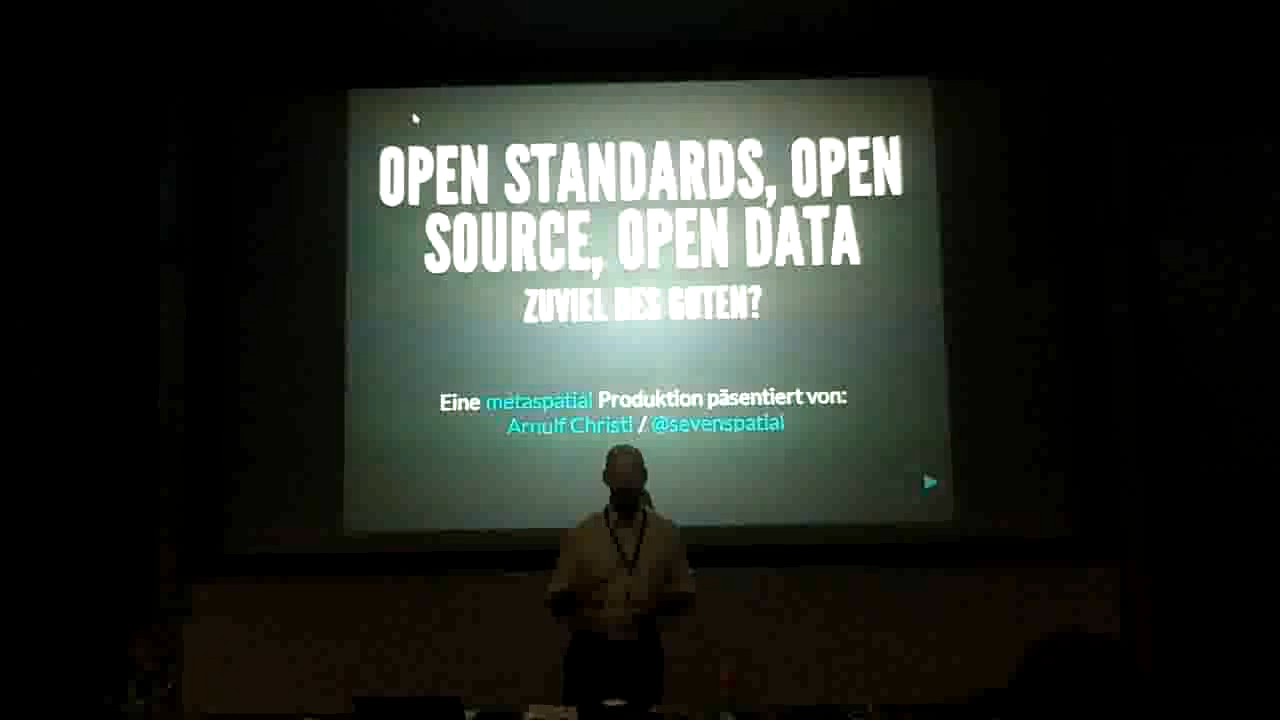 OPEN STANDARDS, OPEN
SOURCE, OPEN DATA
ZUVIEL DES GUTEN?
Eine metaspatial Produktion päsentiert von:
Arnulf Christl / @sevenspatial